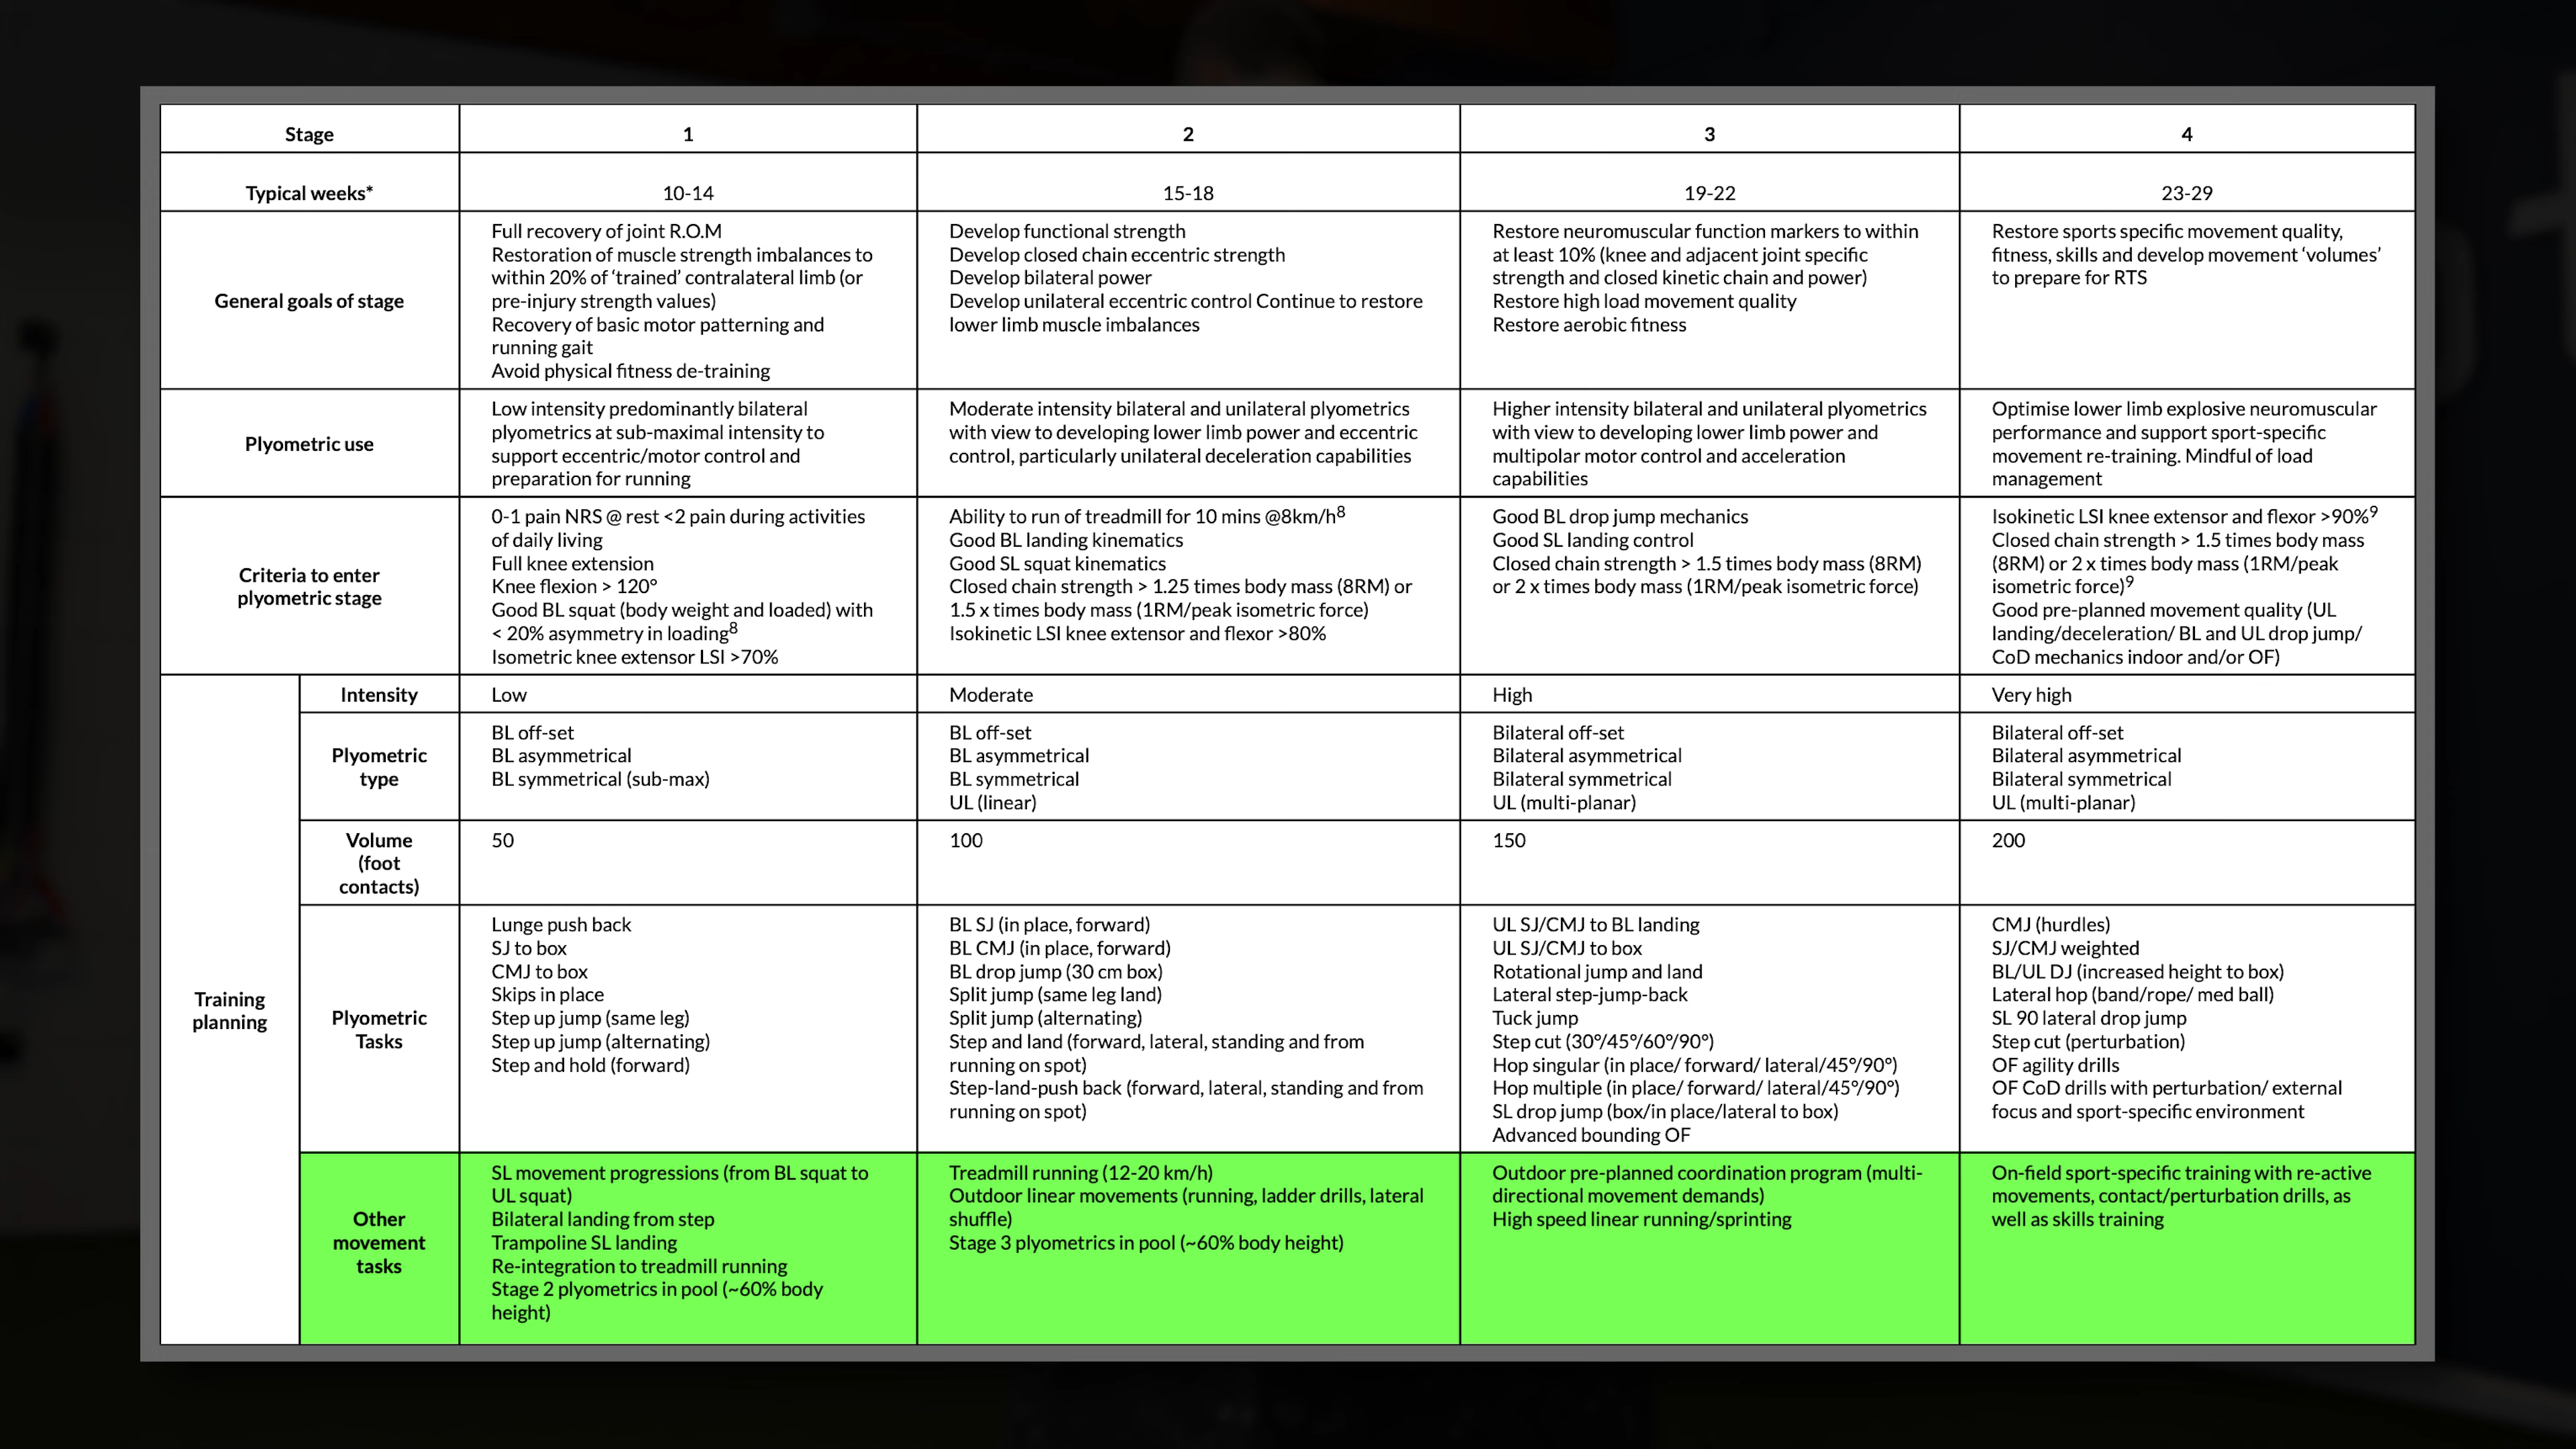 Stage
1
2
3
4
Typical weeks*
10-14
15-18
19-22
23-29
General goals of stage
Full recovery of joint R.O.M
Restoration of muscle strength imbalances to
within 20% of ‘trained’ contralateral limb (or
pre-injury strength values)
Recovery of basic motor patterning and
running gait
Avoid physical fitness de-training
Develop functional strength
Develop closed chain eccentric strength
Develop bilateral power
Develop unilateral eccentric control Continue to restore
lower limb muscle imbalances
Restore neuromuscular function markers to within
at least 10% (knee and adjacent joint specific
strength and closed kinetic chain and power)
Restore high load movement quality
Restore aerobic fitness
Restore sports specific movement quality,
fitness, skills and develop movement ‘volumes’
to prepare for RTS
Plyometric use
Low intensity predominantly bilateral
plyometrics at sub-maximal intensity to
support eccentric/motor control and
preparation for running
Moderate intensity bilateral and unilateral plyometrics
with view to developing lower limb power and eccentric
control, particularly unilateral deceleration capabilities
Higher intensity bilateral and unilateral plyometrics
with view to developing lower limb power and
multipolar motor control and acceleration
capabilities
Optimise lower limb explosive neuromuscular
performance and support sport-specific
movement re-training. Mindful of load
management
Criteria to enter
plyometric stage
0-1 pain NRS @ rest <2 pain during activities
of daily living
Full knee extension
Knee flexion > 120°
Good BL squat (body weight and loaded) with
< 20% asymmetry in loading⁸
Isometric knee extensor LSI >70%
Ability to run of treadmill for 10 mins @8km/h⁸
Good BL landing kinematics
Good SL squat kinematics
Closed chain strength > 1.25 times body mass (8RM) or
1.5 x times body mass (1RM/peak isometric force)
Isokinetic LSI knee extensor and flexor >80%
Good BL drop jump mechanics
Good SL landing control
Closed chain strength > 1.5 times body mass (8RM)
or 2 x times body mass (1RM/peak isometric force)
Isokinetic LSI knee extensor and flexor >90%⁹
Closed chain strength > 1.5 times body mass
(8RM) or 2 x times body mass (1RM/peak
isometric force)⁹
Good pre-planned movement quality (UL
landing/deceleration/ BL and UL drop jump/
CoD mechanics indoor and/or OF)
Training
planning
Intensity
Low
Moderate
High
Very high
Plyometric
type
BL off-set
BL asymmetrical
BL symmetrical (sub-max)
BL off-set
BL asymmetrical
BL symmetrical
UL (linear)
Bilateral off-set
Bilateral asymmetrical
Bilateral symmetrical
UL (multi-planar)
Bilateral off-set
Bilateral asymmetrical
Bilateral symmetrical
UL (multi-planar)
Volume
(foot
contacts)
50
100
150
200
Plyometric
Tasks
Lunge push back
SJ to box
CMJ to box
Skips in place
Step up jump (same leg)
Step up jump (alternating)
Step and hold (forward)
BL SJ (in place, forward)
BL CMJ (in place, forward)
BL drop jump (30 cm box)
Split jump (same leg land)
Split jump (alternating)
Step and land (forward, lateral, standing and from
running on spot)
Step-land-push back (forward, lateral, standing and from
running on spot)
UL SJ/CMJ to BL landing
UL SJ/CMJ to box
Rotational jump and land
Lateral step-jump-back
Tuck jump
Step cut (30°/45°/60°/90°)
Hop singular (in place/ forward/ lateral/45°/90°)
Hop multiple (in place/ forward/ lateral/45°/90°)
SL drop jump (box/in place/lateral to box)
Advanced bounding OF
CMJ (hurdles)
SJ/CMJ weighted
BL/UL DJ (increased height to box)
Lateral hop (band/rope/ med ball)
SL 90 lateral drop jump
Step cut (perturbation)
OF agility drills
OF CoD drills with perturbation/ external
focus and sport-specific environment
Other
movement
tasks
SL movement progressions (from BL squat to
UL squat)
Bilateral landing from step
Trampoline SL landing
Re-integration to treadmill running
Stage 2 plyometrics in pool (~60% body
height)
Treadmill running (12-20 km/h)
Outdoor linear movements (running, ladder drills, lateral
shuffle)
Stage 3 plyometrics in pool (~60% body height)
Outdoor pre-planned coordination program (multi-
directional movement demands)
High speed linear running/sprinting
On-field sport-specific training with re-active
movements, contact/perturbation drills, as
well as skills training